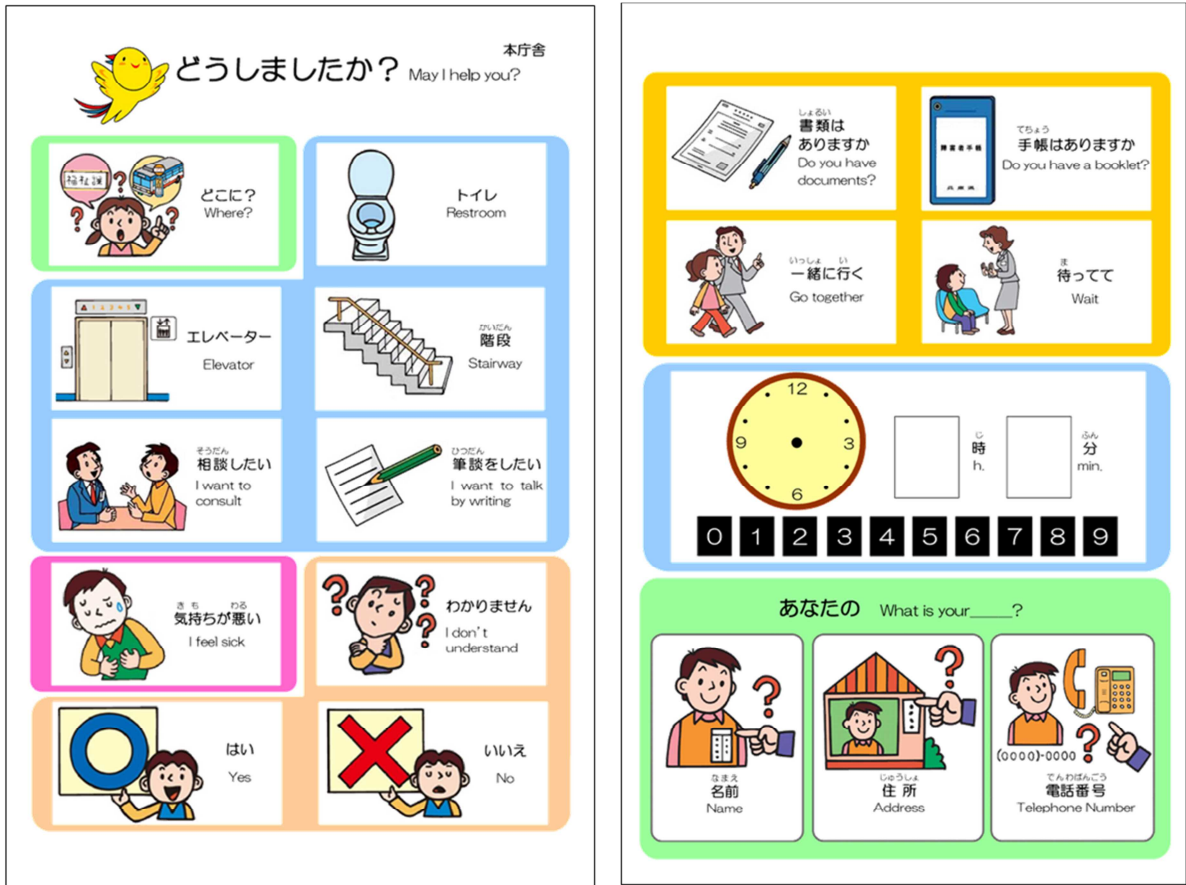 本庁舎
どうしましたか？ May I help you?
福祉課
どこに？
Where?
トイレ
Restroom
エレベーター
Elevator
かいだん
階段
Stairway
そうだん
相談したい
I want to
consult
ひつだん
筆談をしたい
I want to talk
by writing
きも わる
気持ちが悪い
I feel sick
わかりません
I don't
understand
はい
Yes
いいえ
No
しょるい
書類は
ありますか
Do you have
documents?
障害者手帳
兵庫県
てちょう
手帳はありますか
Do you have a booklet?
いっしょ い
一緒に行く
Go together
ま
待ってて
Wait
12
9
3
6
じ
時
h.
ふん
分
min.
0 1 2 3 4 5 6 7 8 9
あなたの What is your_____?
なまえ
名前
Name
じゅうしょ
住所
Address
(0000)-0000
でんわばんごう
電話番号
Telephone Number